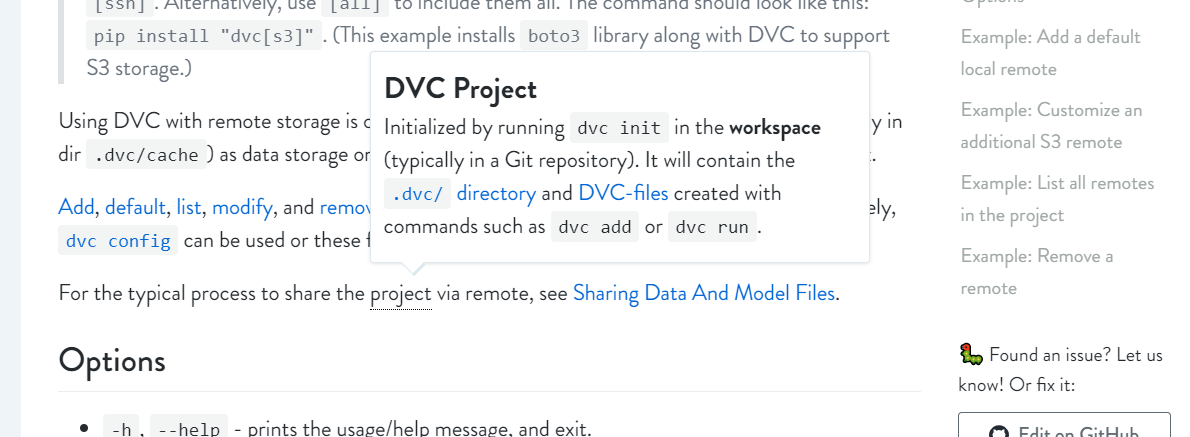 [ssh] . Alternatively, use [all] to include them all. The command should look like this:
pip install "dvc[s3]" . (This example installs boto3 library along with DVC to support
S3 storage.)
Using DVC with remote storage is
y in
dir .dvc/cache ) as data storage or
Add, default, list, modify, and
ely,
dvc config can be used or these
DVC Project
Initialized by running dvc init in the workspace
(typically in a Git repository). It will contain the
.dvc/ directory and DVC-files created with
commands such as dvc add or dvc run .
For the typical process to share the project via remote, see Sharing Data And Model Files.
Options
• -h , --help - prints the usage/help message, and exit.
Options
Example: Add a default
local remote
Example: Customize an
additional S3 remote
Example: List all remotes
in the project
Example: Remove a
remote
Found an issue? Let us
know! Or fix it:
Edit on GitHub